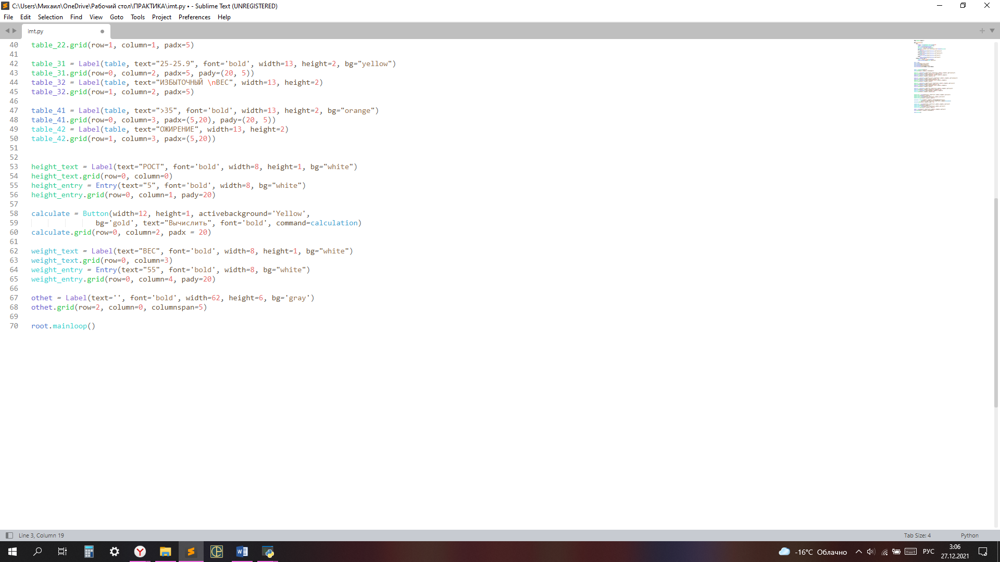 C:\Users\Михаил\OneDrive\Рабочий стол\ПРАКТИКА\imt.py • - Sublime Text (UNREGISTERED)
File Edit Selection Find View Goto Tools Project Preferences Help
imt.py
40 table_22.grid(row=1, column=1, padx=5)
41
42 table_31 = Label(table, text="25-25.9", font='bold', width=13, height=2, bg="yellow")
43 table_31.grid(row=0, column=2, padx=5, pady=(20, 5))
44 table_32 = Label(table, text="ИЗБЫТОЧНЫЙ \nВЕС", width=13, height=2)
45 table_32.grid(row=1, column=2, padx=5)
46
47 table_41 = Label(table, text=">35", font='bold', width=13, height=2, bg="orange")
48 table_41.grid(row=0, column=3, padx=(5,20), pady=(20, 5))
49 table_42 = Label(table, text="ОЖИРЕНИЕ", width=13, height=2)
50 table_42.grid(row=1, column=3, padx=(5,20))
51
52
53 height_text = Label(text="РОСТ", font='bold', width=8, height=1, bg="white")
54 height_text.grid(row=0, column=0)
55 height_entry = Entry(text="5", font='bold', width=8, bg="white")
56 height_entry.grid(row=0, column=1, pady=20)
57
58 calculate = Button(width=12, height=1, activebackground='Yellow',
59 bg='gold', text="Вычислить", font='bold', command=calculation)
60 calculate.grid(row=0, column=2, padx = 20)
61
62 weight_text = Label(text="ВЕС", font='bold', width=8, height=1, bg="white")
63 weight_text.grid(row=0, column=3)
64 weight_entry = Entry(text="55", font='bold', width=8, bg="white")
65 weight_entry.grid(row=0, column=4, pady=20)
66
67 othet = Label(text='', font='bold', width=62, height=6, bg='gray')
68 othet.grid(row=2, column=0, columnspan=5)
69
70 root.mainloop()
Line 3, Column 19 Tab Size: 4 Python
-16°C Облачно РУС 3:06
27.12.2021